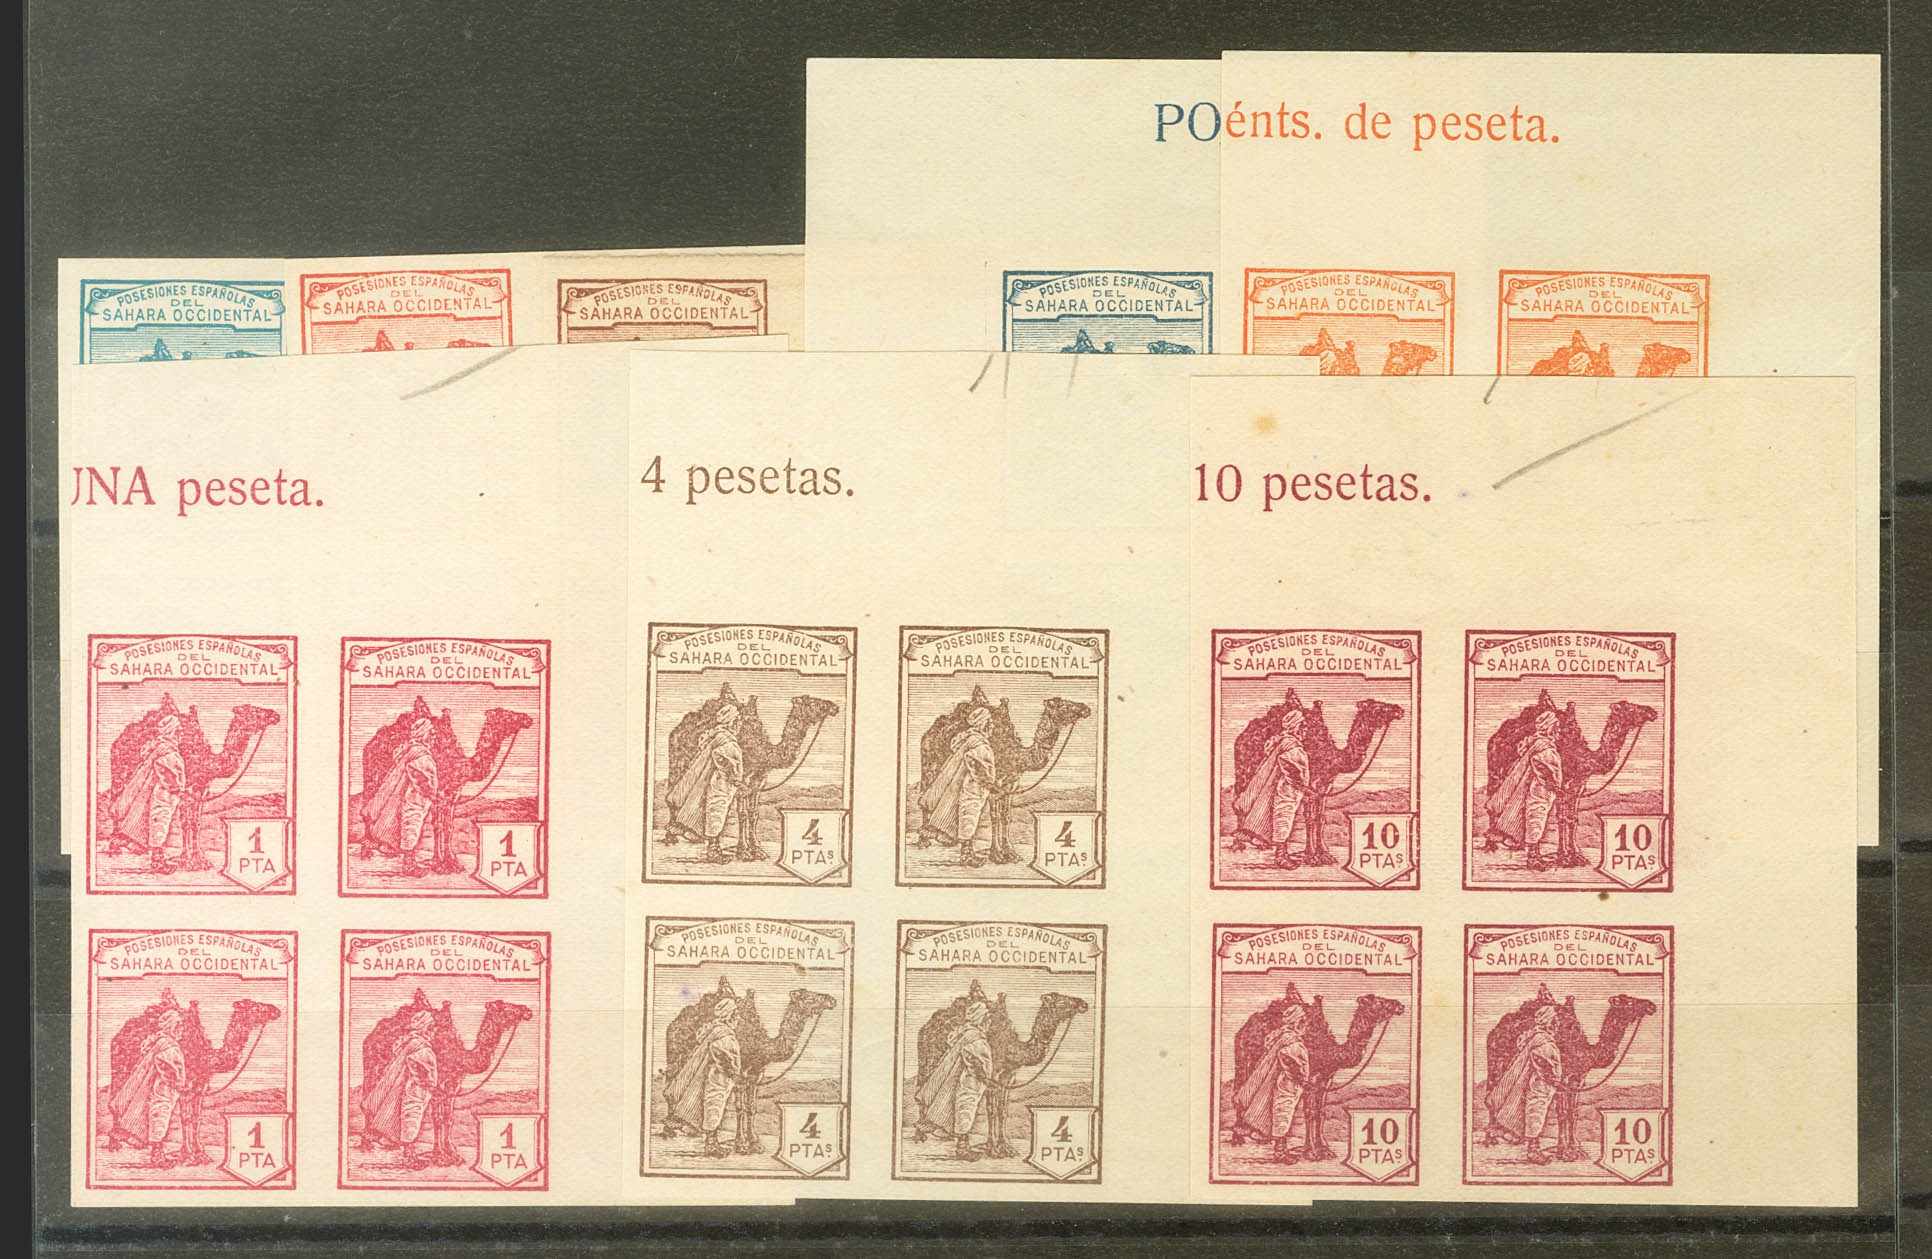 POénts. de peseta.
POSESIONES ESPAÑOLAS
DEL
SAHARA OCCIDENTAL
POSESIONES ESPAÑOLAS
DEL
SAHARA OCCIDENTAL
POSESIONES ESPAÑOLAS
DEL
SAHARA OCCIDENTAL
POSESIONES ESPAÑOLAS
DEL
SAHARA OCCIDENTAL
POSESIONES ESPAÑOLAS
DEL
SAHARA OCCIDENTAL
POSESIONES ESPAÑOLAS
DEL
SAHARA OCCIDENTAL
UNA peseta.
4 pesetas.
10 pesetas.
POSESIONES ESPAÑOLAS
DEL
SAHARA OCCIDENTAL
1
PTA
POSESIONES ESPAÑOLAS
DEL
SAHARA OCCIDENTAL
1
PTA
POSESIONES ESPAÑOLAS
DEL
SAHARA OCCIDENTAL
4
PTAS.
POSESIONES ESPAÑOLAS
DEL
SAHARA OCCIDENTAL
4
PTAS.
POSESIONES ESPAÑOLAS
DEL
SAHARA OCCIDENTAL
10
PTAS.
POSESIONES ESPAÑOLAS
DEL
SAHARA OCCIDENTAL
10
PTAS.
POSESIONES ESPAÑOLAS
DEL
SAHARA OCCIDENTAL
1
PTA
POSESIONES ESPAÑOLAS
DEL
SAHARA OCCIDENTAL
1
PTA
POSESIONES ESPAÑOLAS
DEL
SAHARA OCCIDENTAL
4
PTAS.
POSESIONES ESPAÑOLAS
DEL
SAHARA OCCIDENTAL
4
PTAS.
POSESIONES ESPAÑOLAS
DEL
SAHARA OCCIDENTAL
10
PTAS.
POSESIONES ESPAÑOLAS
DEL
SAHARA OCCIDENTAL
10
PTAS.